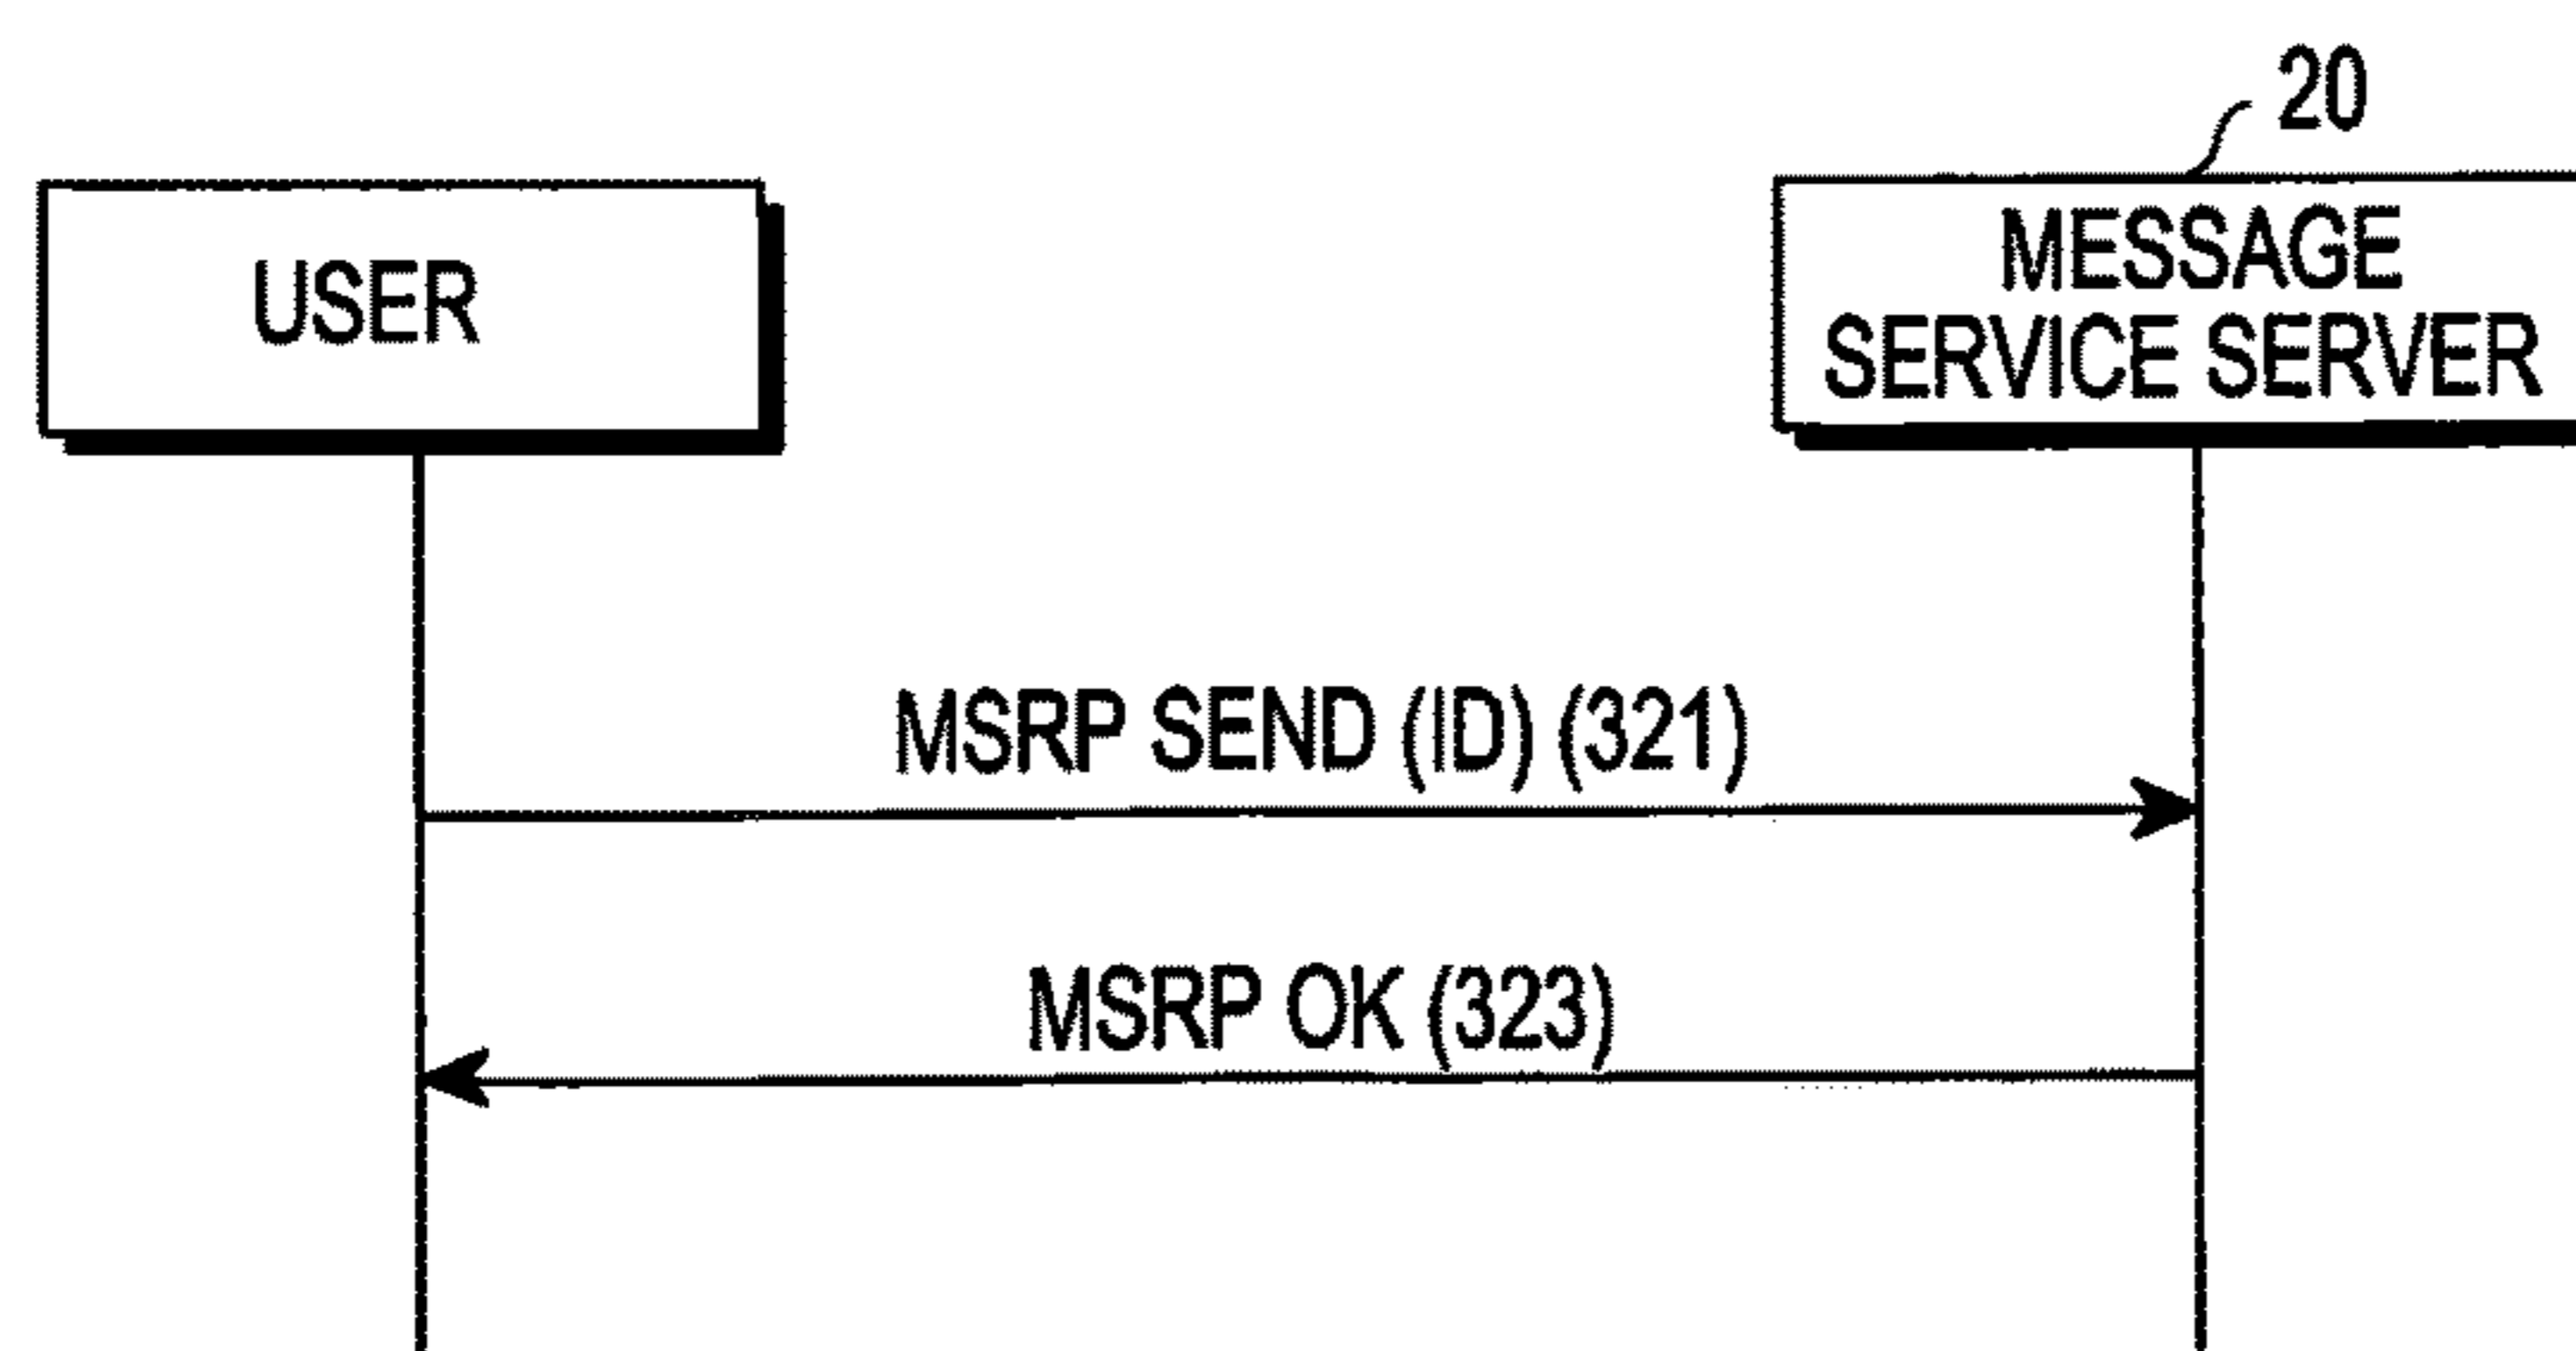 20
USER
MESSAGE
SERVICE SERVER
MSRP SEND (ID) (321)
MSRP OK (323)